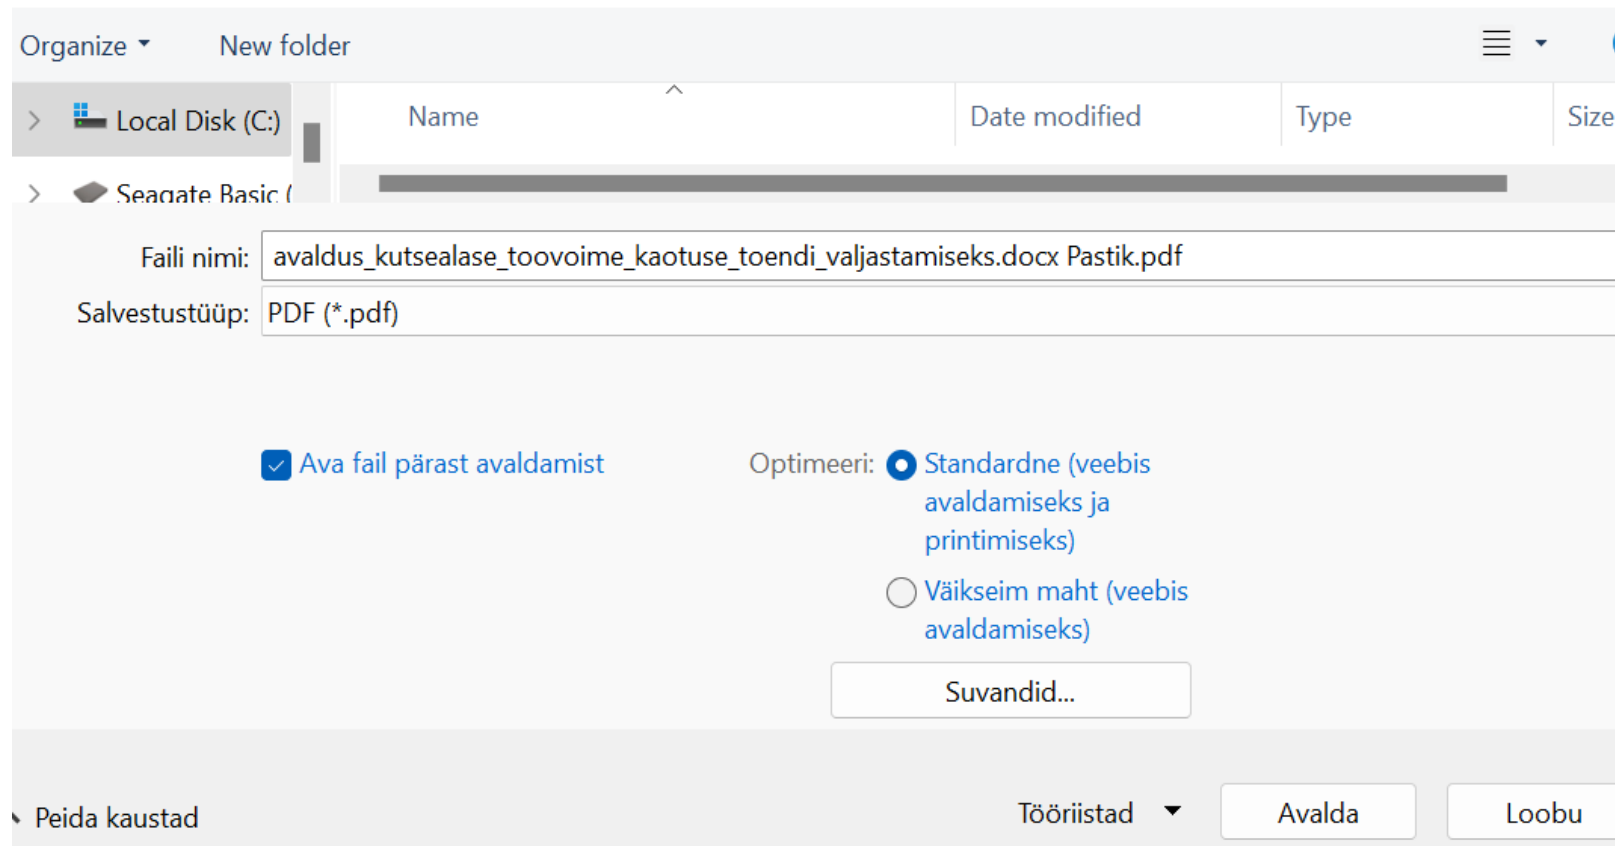 Organize New folder
Local Disk (C:) Name Date modified Type Size
Seagate Basic (
Faili nimi: avaldus_kutsealase_toovoime_kaotuse_toendi_valjastamiseks.docx Pastik.pdf
Salvestustüüp: PDF (*.pdf)
Ava fail pärast avaldamist Optimeeri: Standardne (veebis
avaldamiseks ja
printimiseks)
Väikseim maht (veebis
avaldamiseks)
Suvandid...
Peida kaustad Tööriistad Avalda Loobu